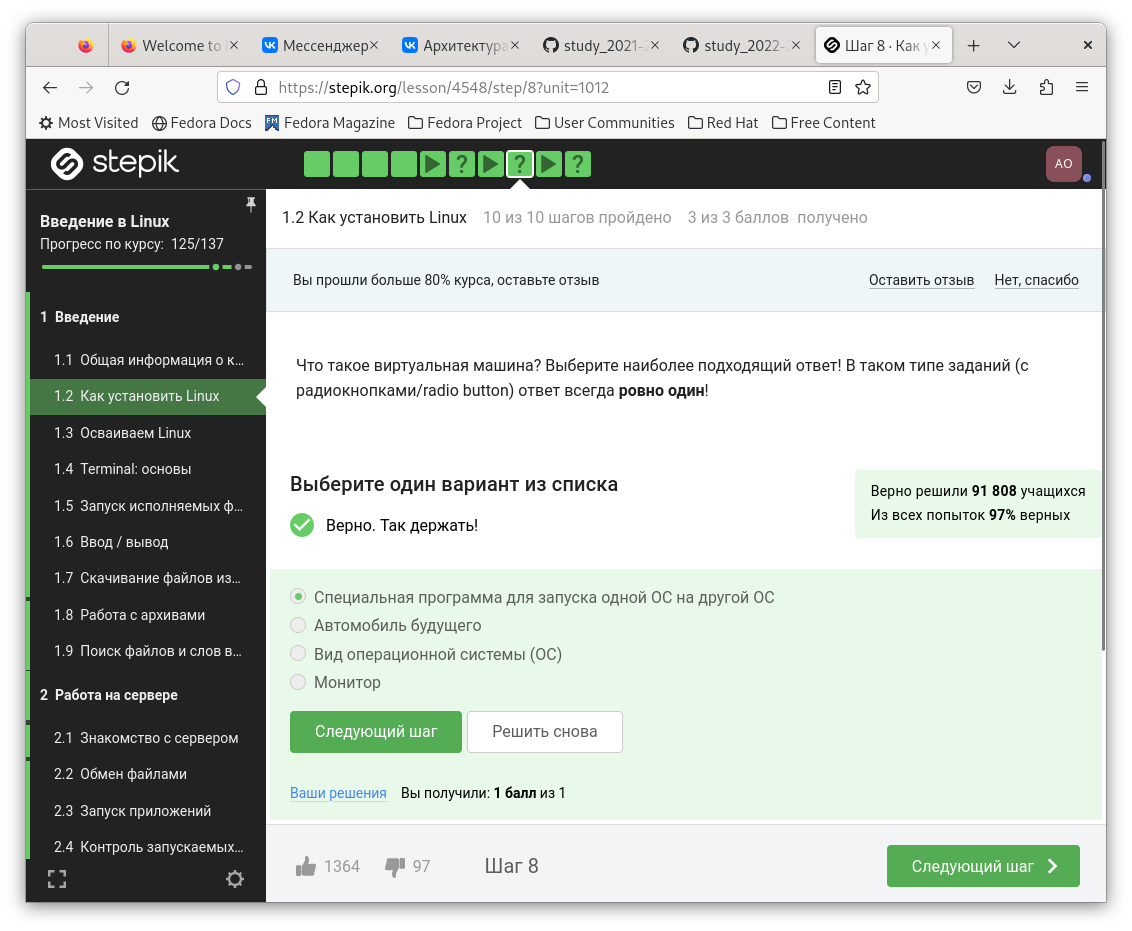 Welcome to
Мессенджер
Архитектура
study_2021-2
study_2022-2
Шаг 8 · Как у
https://stepik.org/lesson/4548/step/8?unit=1012
Most Visited
Fedora Docs
Fedora Magazine
Fedora Project
User Communities
Red Hat
Free Content
stepik
AO
Введение в Linux
Прогресс по курсу: 125/137
1 Введение
1.1 Общая информация о к...
1.2 Как установить Linux
1.3 Осваиваем Linux
1.4 Terminal: основы
1.5 Запуск исполняемых ф...
1.6 Ввод / вывод
1.7 Скачивание файлов из...
1.8 Работа с архивами
1.9 Поиск файлов и слов в...
2 Работа на сервере
2.1 Знакомство с сервером
2.2 Обмен файлами
2.3 Запуск приложений
2.4 Контроль запускаемых...
1.2 Как установить Linux 10 из 10 шагов пройдено 3 из 3 баллов получено
Вы прошли больше 80% курса, оставьте отзыв
Оставить отзыв
Нет, спасибо
Что такое виртуальная машина? Выберите наиболее подходящий ответ! В таком типе заданий (с
радиокнопками/radio button) ответ всегда ровно один!
Выберите один вариант из списка
Верно. Так держать!
Верно решили 91 808 учащихся
Из всех попыток 97% верных
Специальная программа для запуска одной ОС на другой ОС
Автомобиль будущего
Вид операционной системы (ОС)
Монитор
Следующий шаг
Решить снова
Ваши решения Вы получили: 1 балл из 1
1364
97
Шаг 8
Следующий шаг